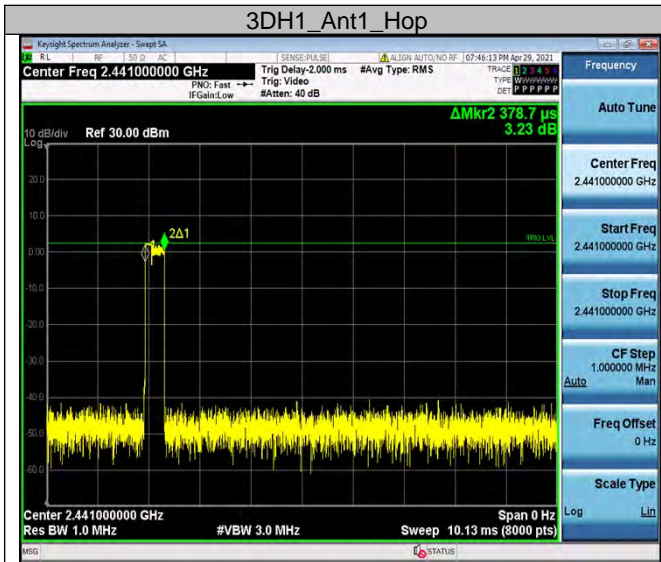 3DH1_Ant1_Hop
Keysight Spectrum Analyzer - Swept SA
RL RF 50 Ω AC SENSE:PULSE ALIGN AUTO/NO RF 07:46:13 PM Apr 29, 2021
Center Freq 2.441000000 GHz
PNO: Fast
IFGain:Low
Trig Delay-2.000 ms
Trig: Video
#Atten: 40 dB
#Avg Type: RMS
TRACE 1 2 3 4 5 6
TYPE WWWWWW
DET P P P P P P
ΔMkr2 378.7 µs
3.23 dB
10 dB/div Ref 30.00 dBm
Log
20.0
10.0
2Δ1
TRIG LVL
0.00
-10.0
-20.0
-30.0
-40.0
-50.0
-60.0
Center 2.441000000 GHz Span 0 Hz
Res BW 1.0 MHz #VBW 3.0 MHz Sweep 10.13 ms (8000 pts)
MSG STATUS
Frequency
Auto Tune
Center Freq
2.441000000 GHz
Start Freq
2.441000000 GHz
Stop Freq
2.441000000 GHz
CF Step
1.000000 MHz
Auto Man
Freq Offset
0 Hz
Scale Type
Log Lin